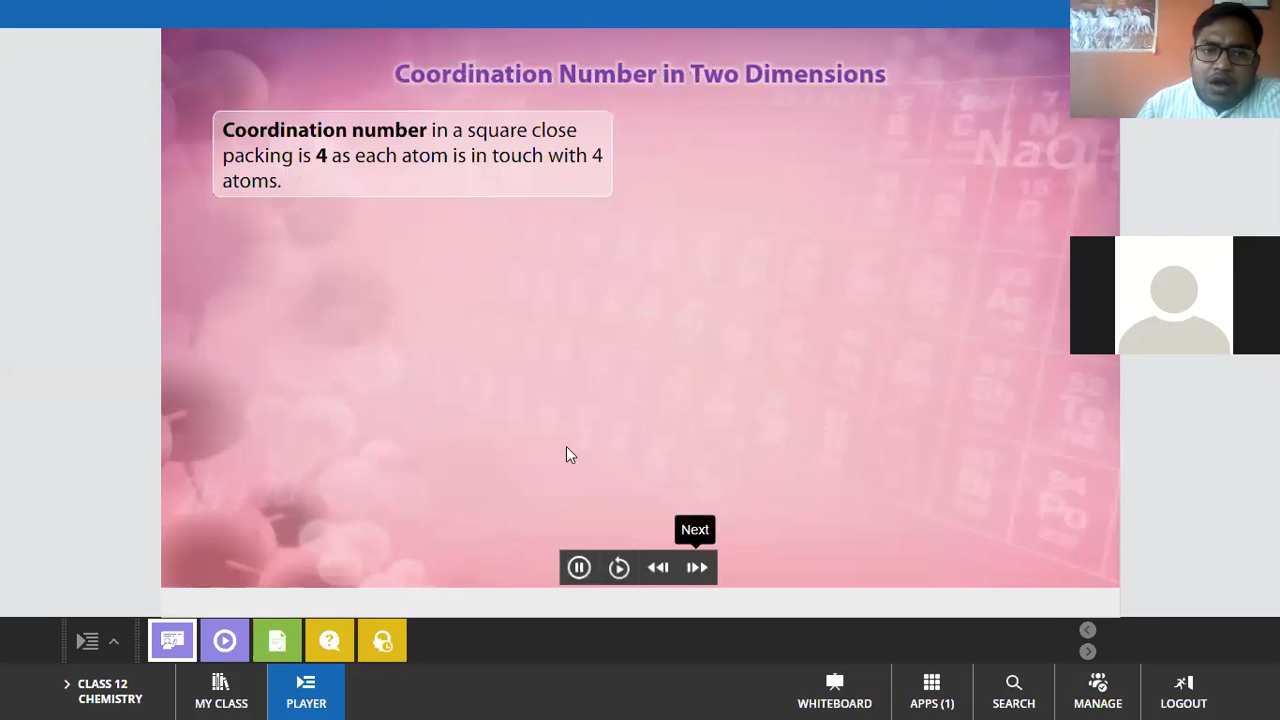 Coordination Number in Two Dimensions
Coordination number in a square close
packing is 4 as each atom is in touch with 4
atoms.
NaOH
Next
CLASS 12
CHEMISTRY
MY CLASS
PLAYER
WHITEBOARD
APPS (1)
SEARCH
MANAGE
LOGOUT